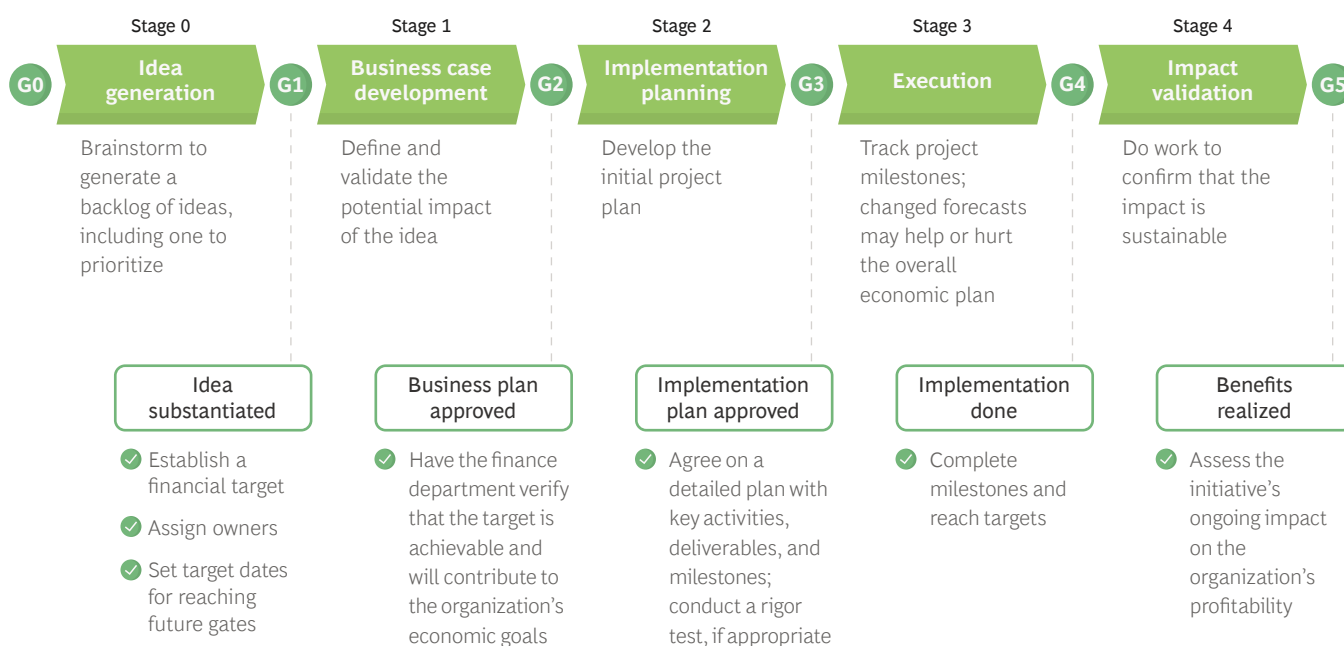 Stage 0
Stage 1
Stage 2
Stage 3
Stage 4
G0
Idea
generation
G1
Business case
development
G2
Implementation
planning
G3
Execution
G4
Impact
validation
G5
Brainstorm to
generate a
backlog of ideas,
including one to
prioritize
Define and
validate the
potential impact
of the idea
Develop the
initial project
plan
Track project
milestones;
changed forecasts
may help or hurt
the overall
economic plan
Do work to
confirm that the
impact is
sustainable
Idea
substantiated
Establish a
financial target
Assign owners
Set target dates
for reaching
future gates
Business plan
approved
Have the finance
department verify
that the target is
achievable and
will contribute to
the organization’s
economic goals
Implementation
plan approved
Agree on a
detailed plan with
key activities,
deliverables, and
milestones;
conduct a rigor
test, if appropriate
Implementation
done
Complete
milestones and
reach targets
Benefits
realized
Assess the
initiative’s
ongoing impact
on the
organization’s
profitability